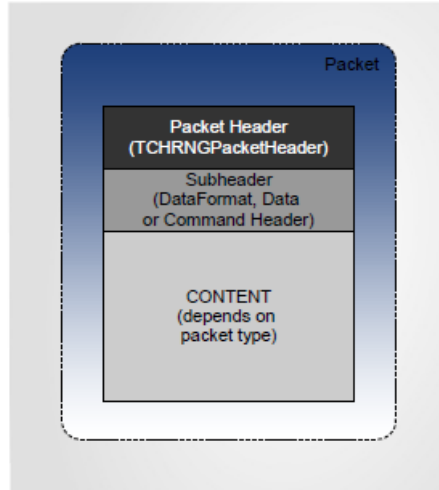 Packet
Packet Header
(TCHRNGPacketHeader)
Subheader
(DataFormat, Data
or Command Header)
CONTENT
(depends on
packet type)